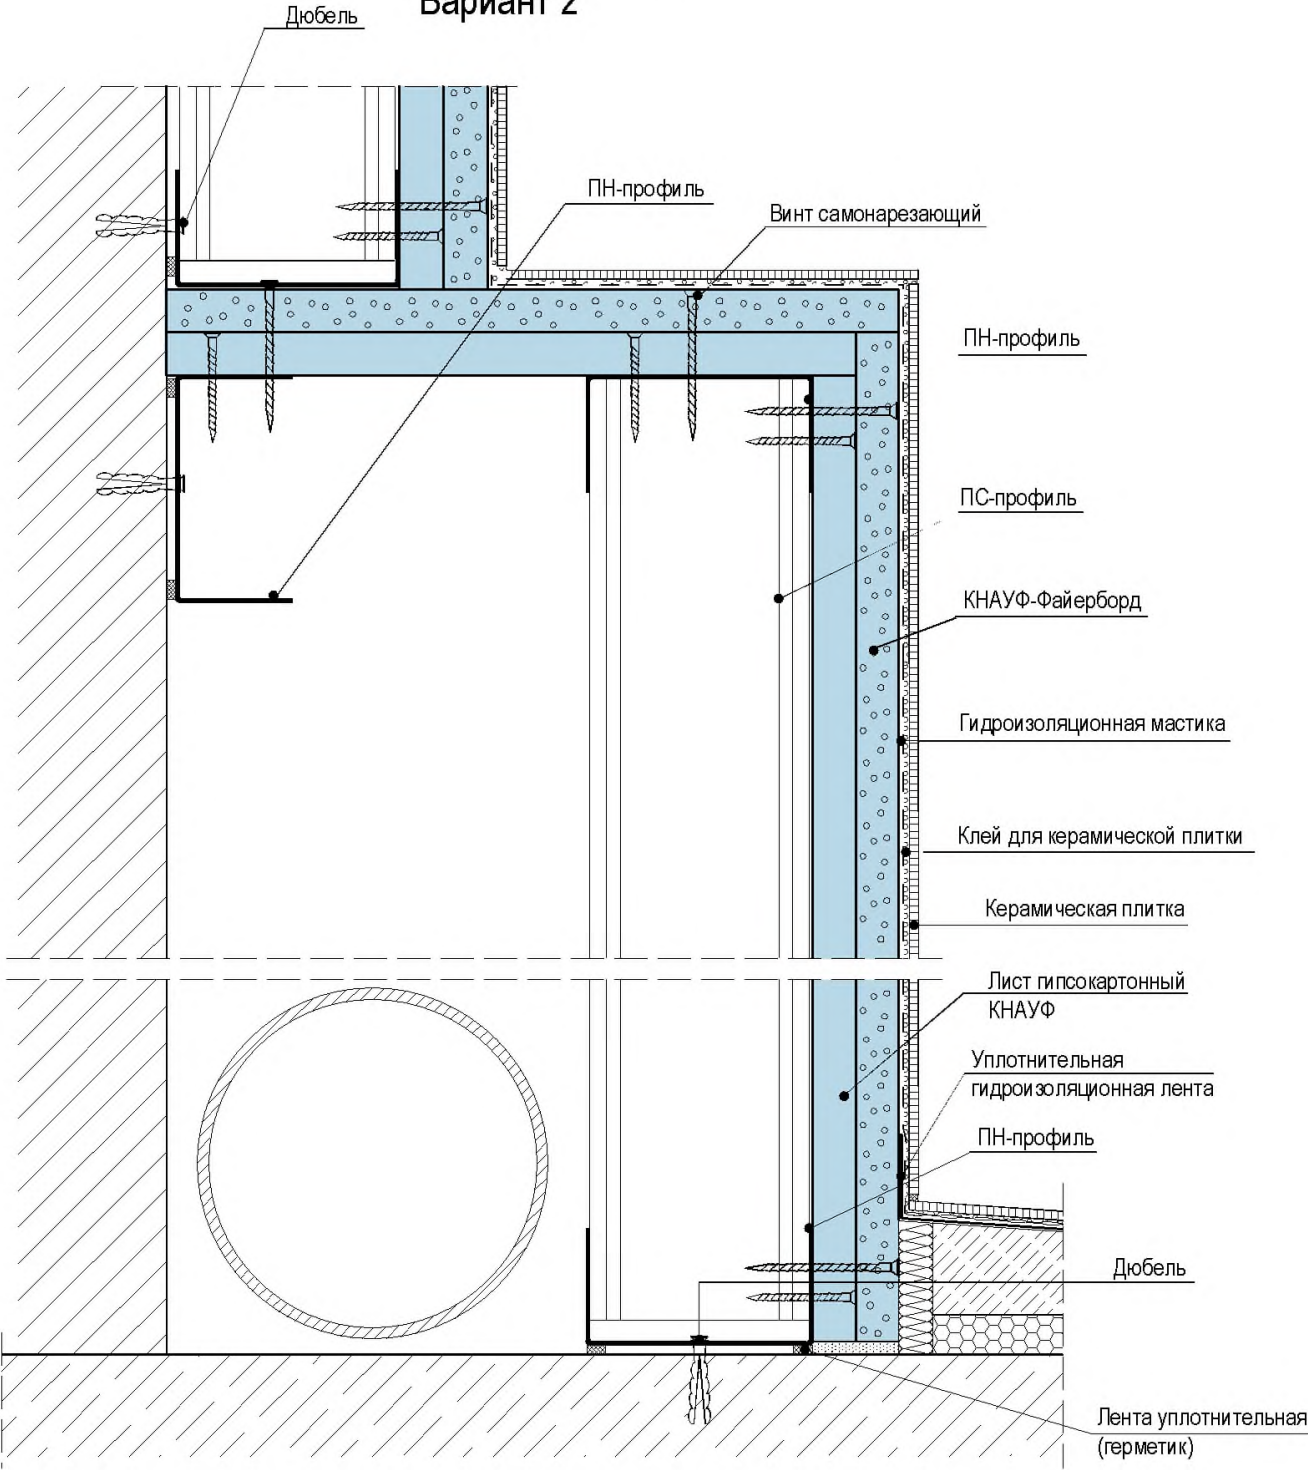 Вариант 2
Дюбель
ПН-профиль
Винт самонарезающий
ПН-профиль
ПС-профиль
КНАУФ-Файерборд
Гидроизоляционная мастика
Клей для керамической плитки
Керамическая плитка
Лист гипсокартонный
КНАУФ
Уплотнительная
гидроизоляционная лента
ПН-профиль
Дюбель
Лента уплотнительная
(герметик)